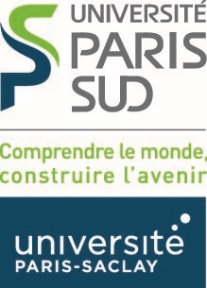 UNIVERSITÉ
PARIS
SUD
Comprendre le monde,
construire l'avenir
université
PARIS-SACLAY